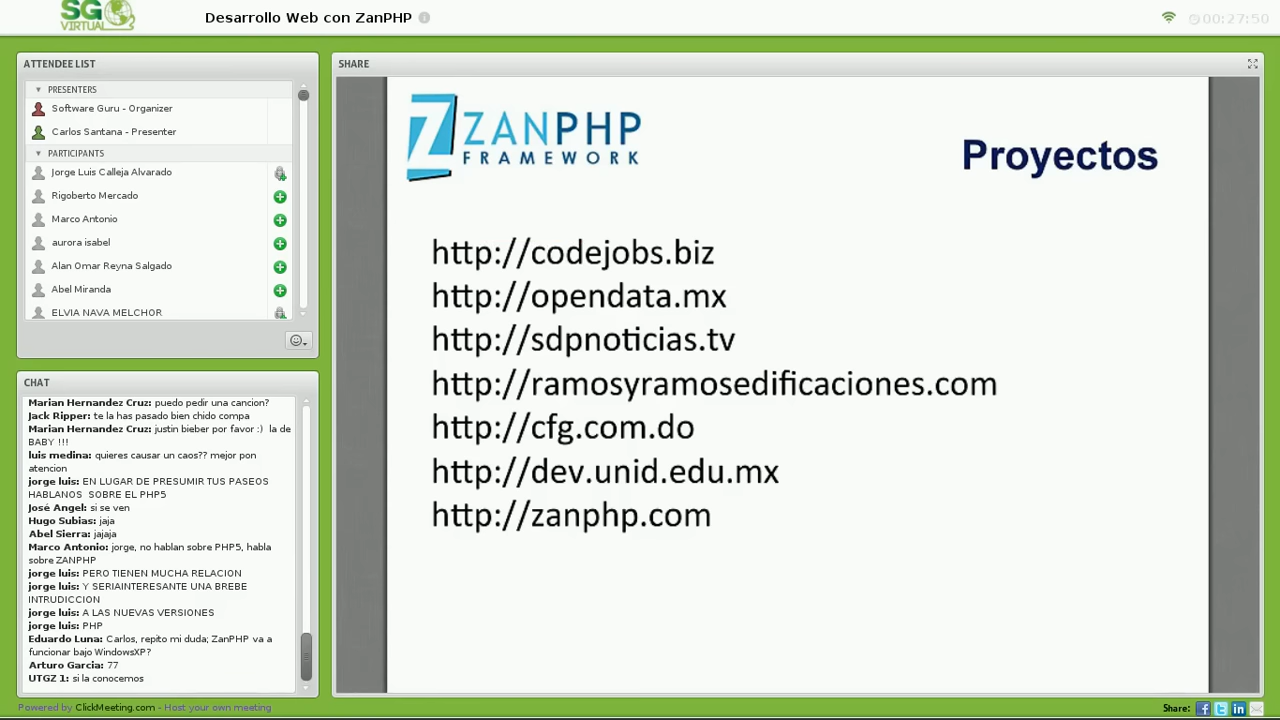 SG
VIRTUAL
Desarrollo Web con ZanPHP
00:27:50
ATTENDEE LIST
PRESENTERS
Software Guru - Organizer
Carlos Santana - Presenter
PARTICIPANTS
Jorge Luis Calleja Alvarado
Rigoberto Mercado
Marco Antonio
aurora isabel
Alan Omar Reyna Salgado
Abel Miranda
ELVIA NAVA MELCHOR
CHAT
Marian Hernandez Cruz: puedo pedir una cancion?
Jack Ripper: te la has pasado bien chido compa
Marian Hernandez Cruz: justin bieber por favor :) la de
BABY !!!
luis medina: quieres causar un caos?? mejor pon
atencion
jorge luis: EN LUGAR DE PRESUMIR TUS PASEOS
HABLANOS SOBRE EL PHP5
José Angel: si se ven
Hugo Subias: jaja
Abel Sierra: jajaja
Marco Antonio: jorge, no hablan sobre PHP5, habla
sobre ZANPHP
jorge luis: PERO TIENEN MUCHA RELACION
jorge luis: Y SERIAINTERESANTE UNA BREBE
INTRUDICCION
jorge luis: A LAS NUEVAS VERSIONES
jorge luis: PHP
Eduardo Luna: Carlos, repito mi duda; ZanPHP va a
funcionar bajo WindowsXP?
Arturo Garcia: 77
UTGZ 1: si la conocemos
SHARE
Z ZANPHP
FRAMEWORK
Proyectos
http://codejobs.biz
http://opendata.mx
http://sdpnoticias.tv
http://ramosyramosedificaciones.com
http://cfg.com.do
http://dev.unid.edu.mx
http://zanphp.com
Powered by ClickMeeting.com - Host your own meeting
Share: